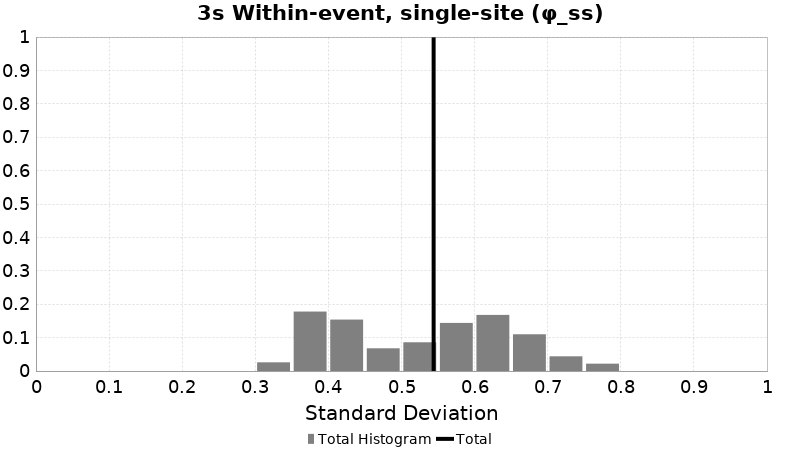 3s Within-event, single-site (φ_ss)
1
0.9
0.8
0.7
0.6
0.5
0.4
0.3
0.2
0.1
0
0 0.1 0.2 0.3 0.4 0.5 0.6 0.7 0.8 0.9 1
Standard Deviation
Total Histogram Total